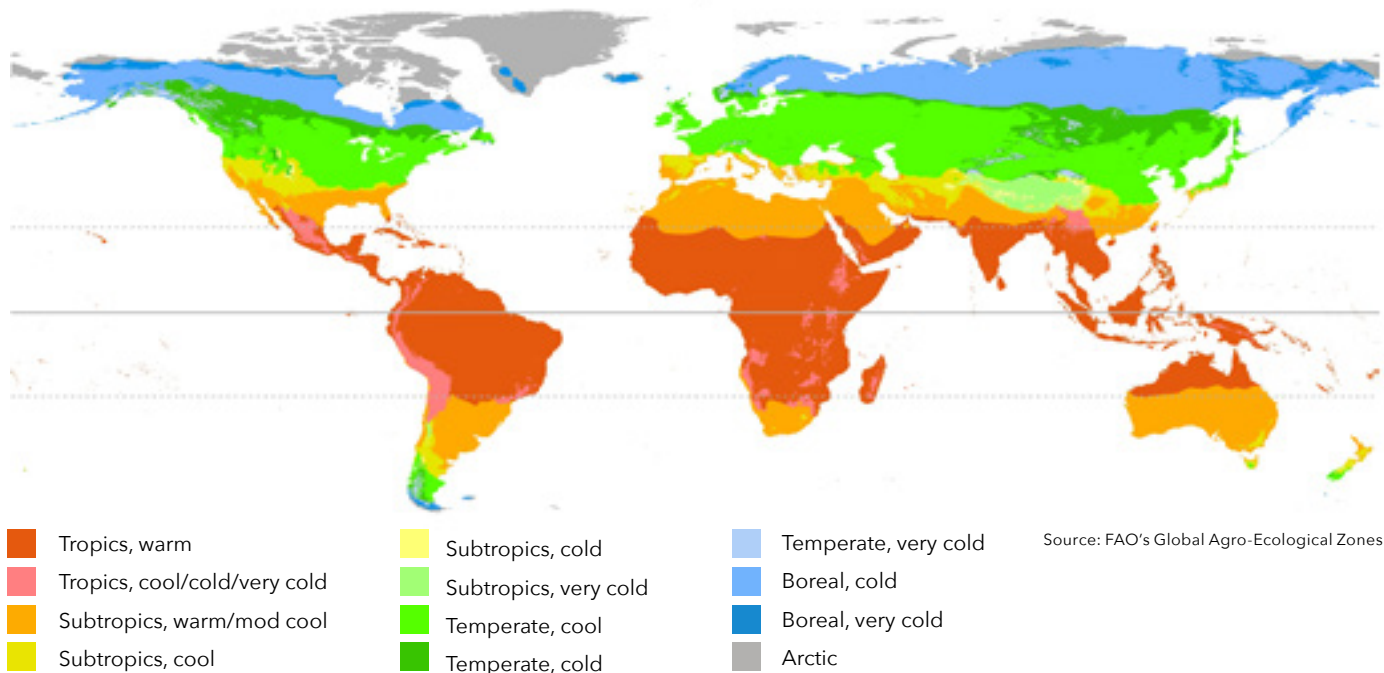 Tropics, warm
Tropics, cool/cold/very cold
Subtropics, warm/mod cool
Subtropics, cool
Subtropics, cold
Subtropics, very cold
Temperate, cool
Temperate, cold
Temperate, very cold
Boreal, cold
Boreal, very cold
Arctic
Source: FAO’s Global Agro-Ecological Zones